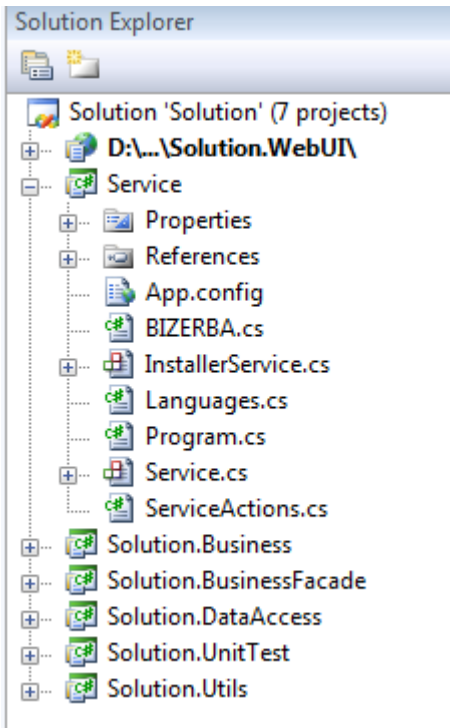 Solution Explorer
Solution 'Solution' (7 projects)
D:\...\Solution.WebUI\
Service
Properties
References
App.config
BIZERBA.cs
InstallerService.cs
Languages.cs
Program.cs
Service.cs
ServiceActions.cs
Solution.Business
Solution.BusinessFacade
Solution.DataAccess
Solution.UnitTest
Solution.Utils